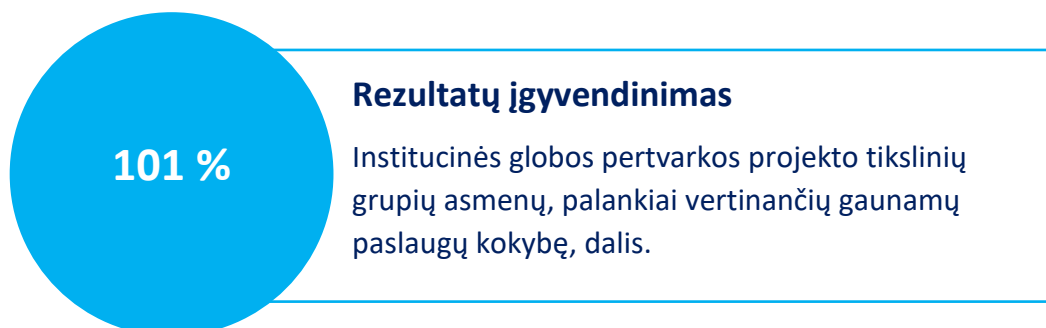 101 %
Rezultatų įgyvendinimas
Institucinės globos pertvarkos projekto tikslinių
grupių asmenų, palankiai vertinančių gaunamų
paslaugų kokybę, dalis.